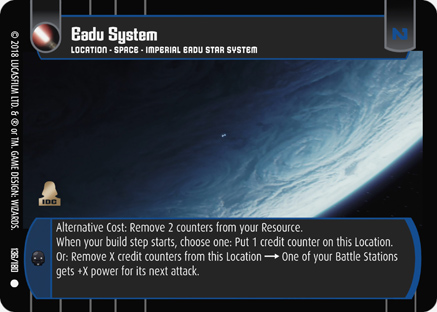 Eadu System
LOCATION - SPACE - IMPERIAL EADU STAR SYSTEM
IDC
Alternative Cost: Remove 2 counters from your Resource.
When your build step starts, choose one: Put 1 credit counter on this Location.
Or: Remove X credit counters from this Location → One of your Battle Stations
gets +X power for its next attack.
© 2018 LUCASFILM LTD. & ® or TM. GAME DESIGN: WIZARDS.